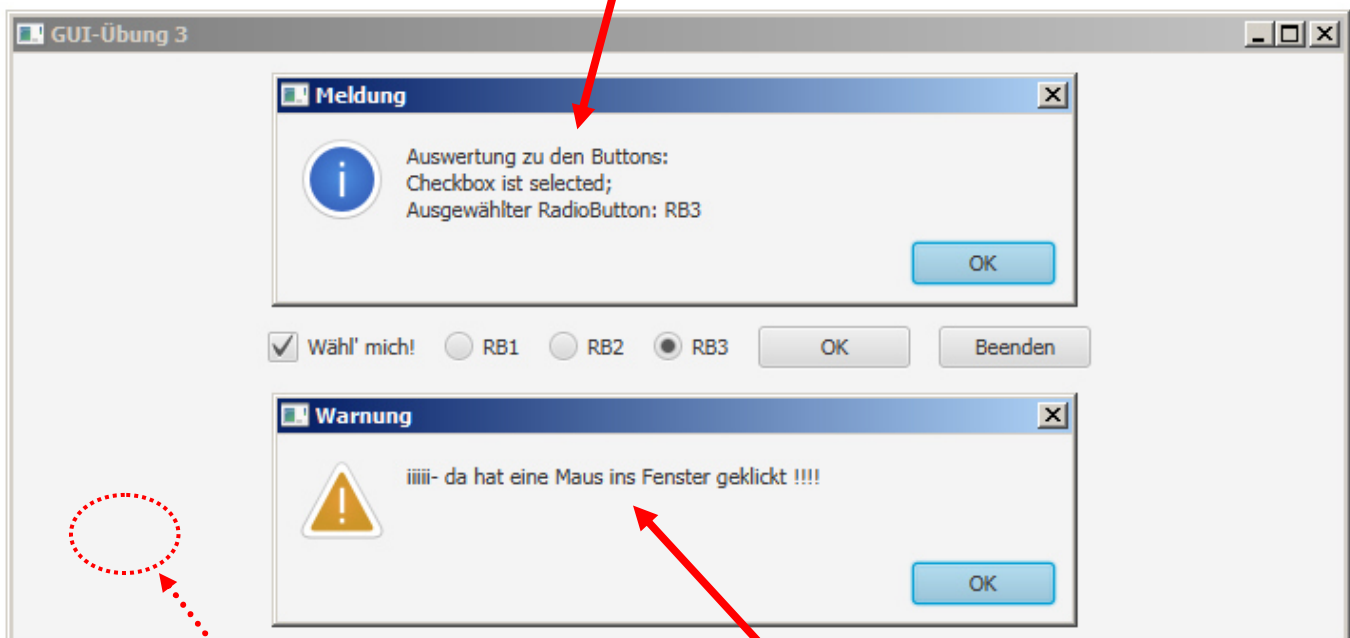 GUI-Übung 3
Meldung
Auswertung zu den Buttons:
Checkbox ist selected;
Ausgewählter RadioButton: RB3
OK
Wähl' mich! RB1 RB2 RB3 OK Beenden
Warnung
iiiii- da hat eine Maus ins Fenster geklickt !!!!
OK